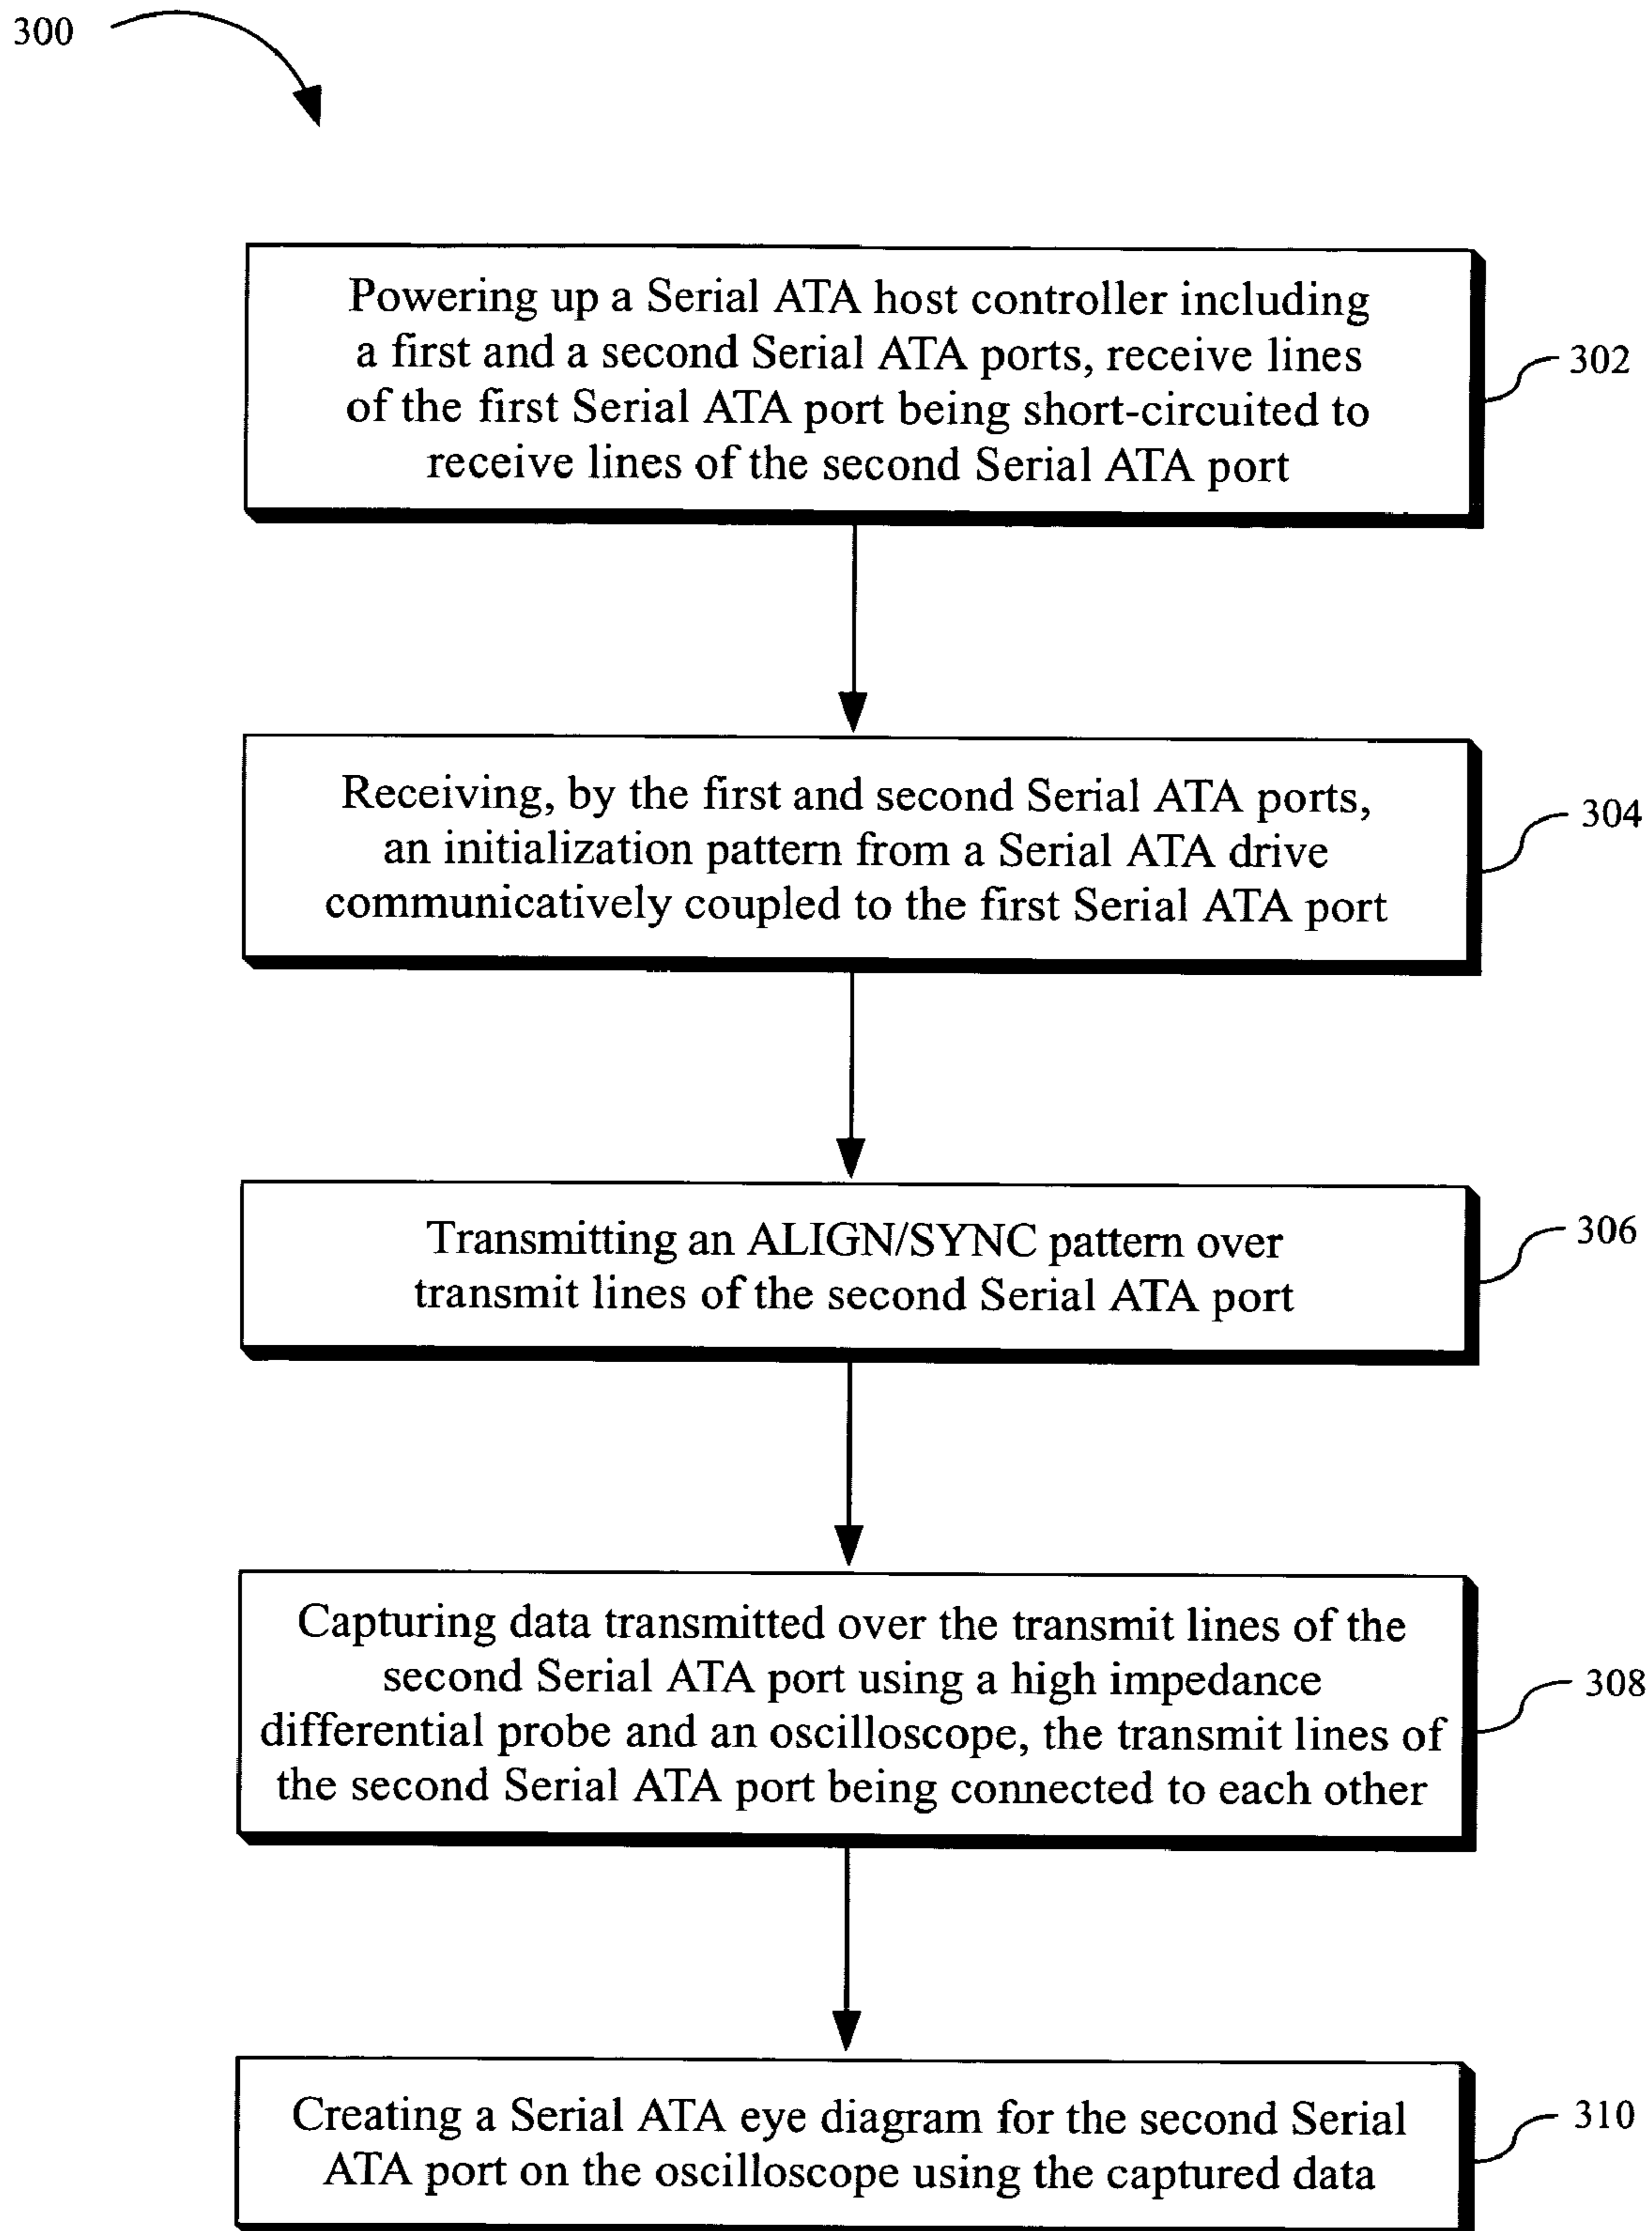 300
Powering up a Serial ATA host controller including
a first and a second Serial ATA ports, receive lines
of the first Serial ATA port being short-circuited to
receive lines of the second Serial ATA port
302
Receiving, by the first and second Serial ATA ports,
an initialization pattern from a Serial ATA drive
communicatively coupled to the first Serial ATA port
304
Transmitting an ALIGN/SYNC pattern over
transmit lines of the second Serial ATA port
306
Capturing data transmitted over the transmit lines of the
second Serial ATA port using a high impedance
differential probe and an oscilloscope, the transmit lines of
the second Serial ATA port being connected to each other
308
Creating a Serial ATA eye diagram for the second Serial
ATA port on the oscilloscope using the captured data
310